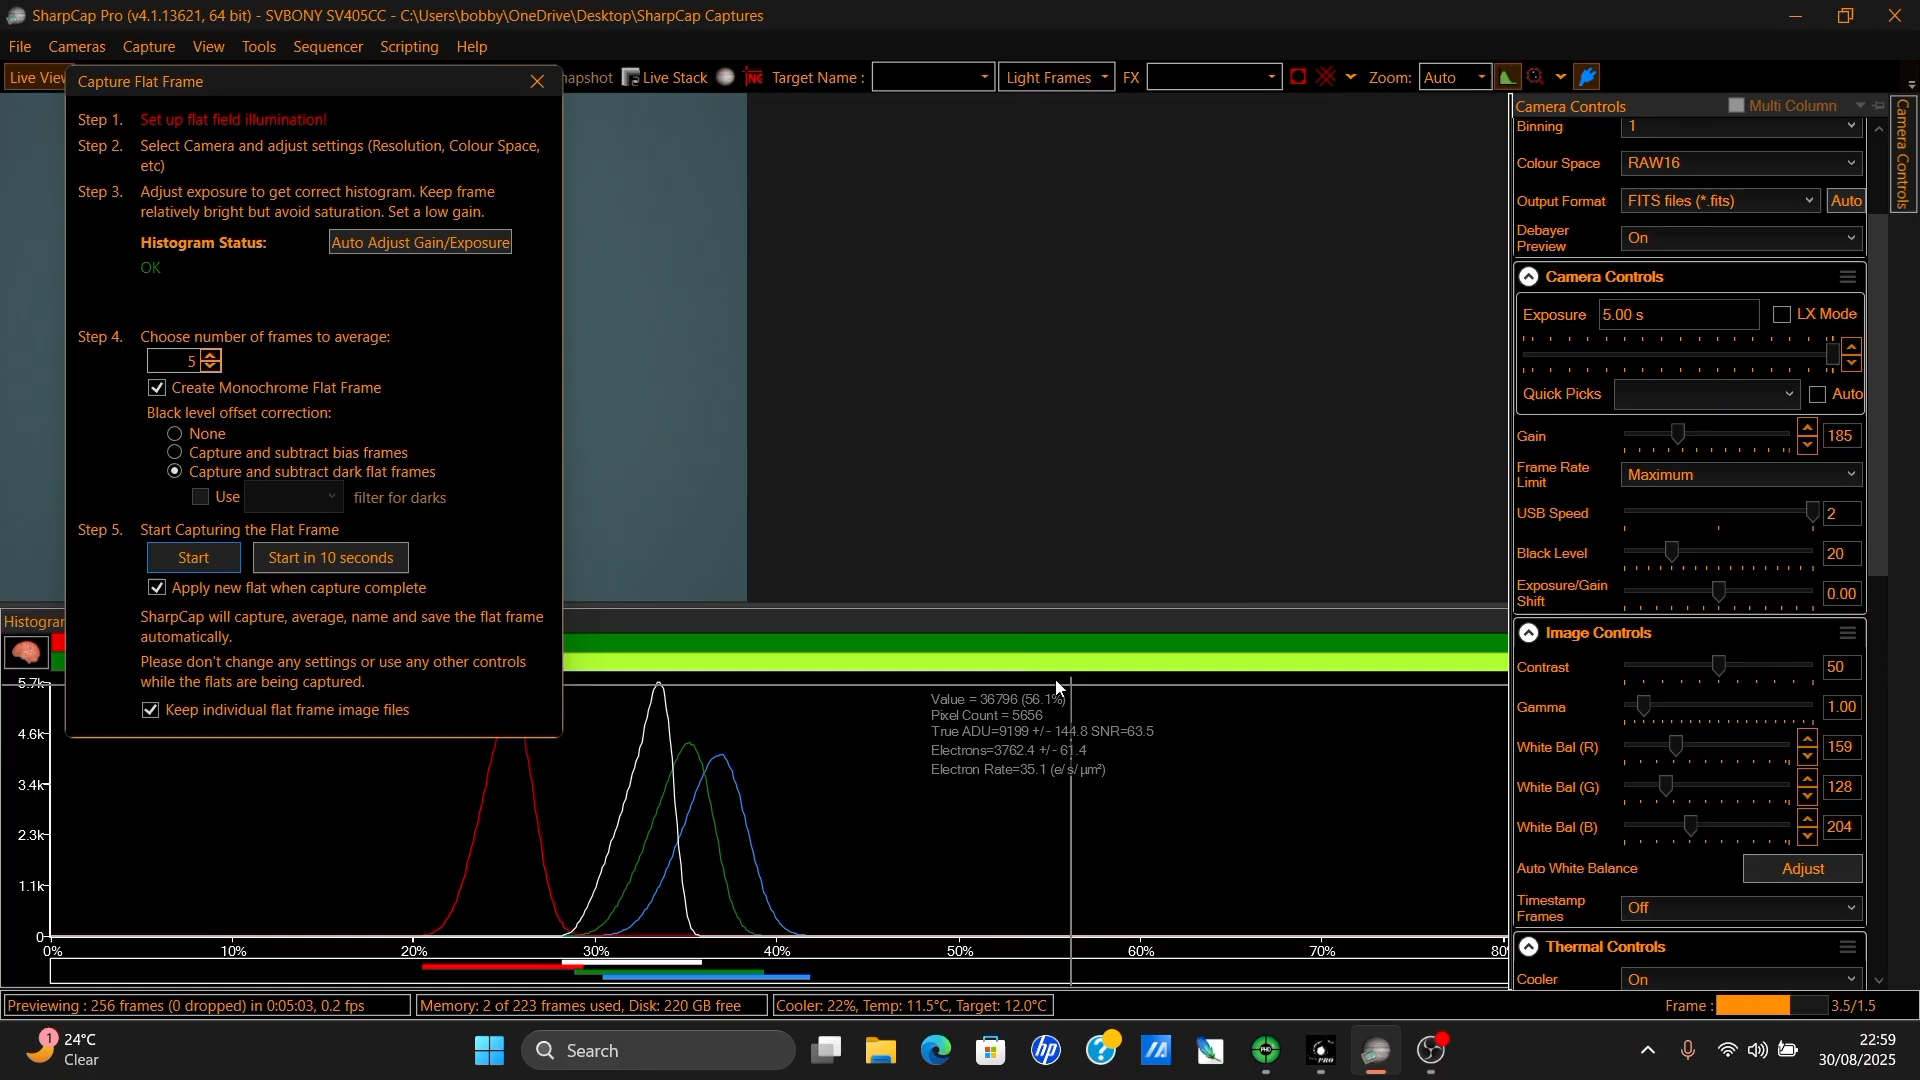 SharpCap Pro (v4.1.13621, 64 bit) - SVBONY SV405CC - C:\Users\bobby\OneDrive\Desktop\SharpCap Captures
File Cameras Capture View Tools Sequencer Scripting Help
Live View
Target Name : Light Frames FX Zoom: Auto
Live Stack
Capture Flat Frame
Step 1. Set up flat field illumination!
Step 2. Select Camera and adjust settings (Resolution, Colour Space,
etc)
Step 3. Adjust exposure to get correct histogram. Keep frame
relatively bright but avoid saturation. Set a low gain.
Histogram Status: Auto Adjust Gain/Exposure
OK
Step 4. Choose number of frames to average:
5
Create Monochrome Flat Frame
Black level offset correction:
None
Capture and subtract bias frames
Capture and subtract dark flat frames
Use filter for darks
Step 5. Start Capturing the Flat Frame
Start Start in 10 seconds
Apply new flat when capture complete
SharpCap will capture, average, name and save the flat frame
automatically.
Please don't change any settings or use any other controls
while the flats are being captured.
Keep individual flat frame image files
Camera Controls Multi Column
Camera Controls
Binning 1
Colour Space RAW16
Output Format FITS files (*.fits) Auto
Debayer
Preview On
Camera Controls
Exposure 5.00 s LX Mode
Quick Picks Auto
Gain 185
Frame Rate
Limit Maximum
USB Speed 2
Black Level 20
Exposure/Gain
Shift 0.00
Image Controls
Contrast 50
Gamma 1.00
White Bal (R) 159
White Bal (G) 128
White Bal (B) 204
Auto White Balance Adjust
Timestamp
Frames Off
Thermal Controls
Cooler On
5.7k
4.6k
3.4k
2.3k
1.1k
0
0% 10% 20% 30% 40% 50% 60% 70%
Value = 36796 (56.1%)
Pixel Count = 5656
True ADU=9199 +/- 144.8 SNR=63.5
Electrons=3762.4 +/- 61.4
Electron Rate=35.1 (e/s/µm²)
Previewing : 256 frames (0 dropped) in 0:05:03, 0.2 fps Memory: 2 of 223 frames used, Disk: 220 GB free Cooler: 22%, Temp: 11.5°C, Target: 12.0°C Frame : 3.5/1.5
1 24°C
Clear
Search
22:59
30/08/2025